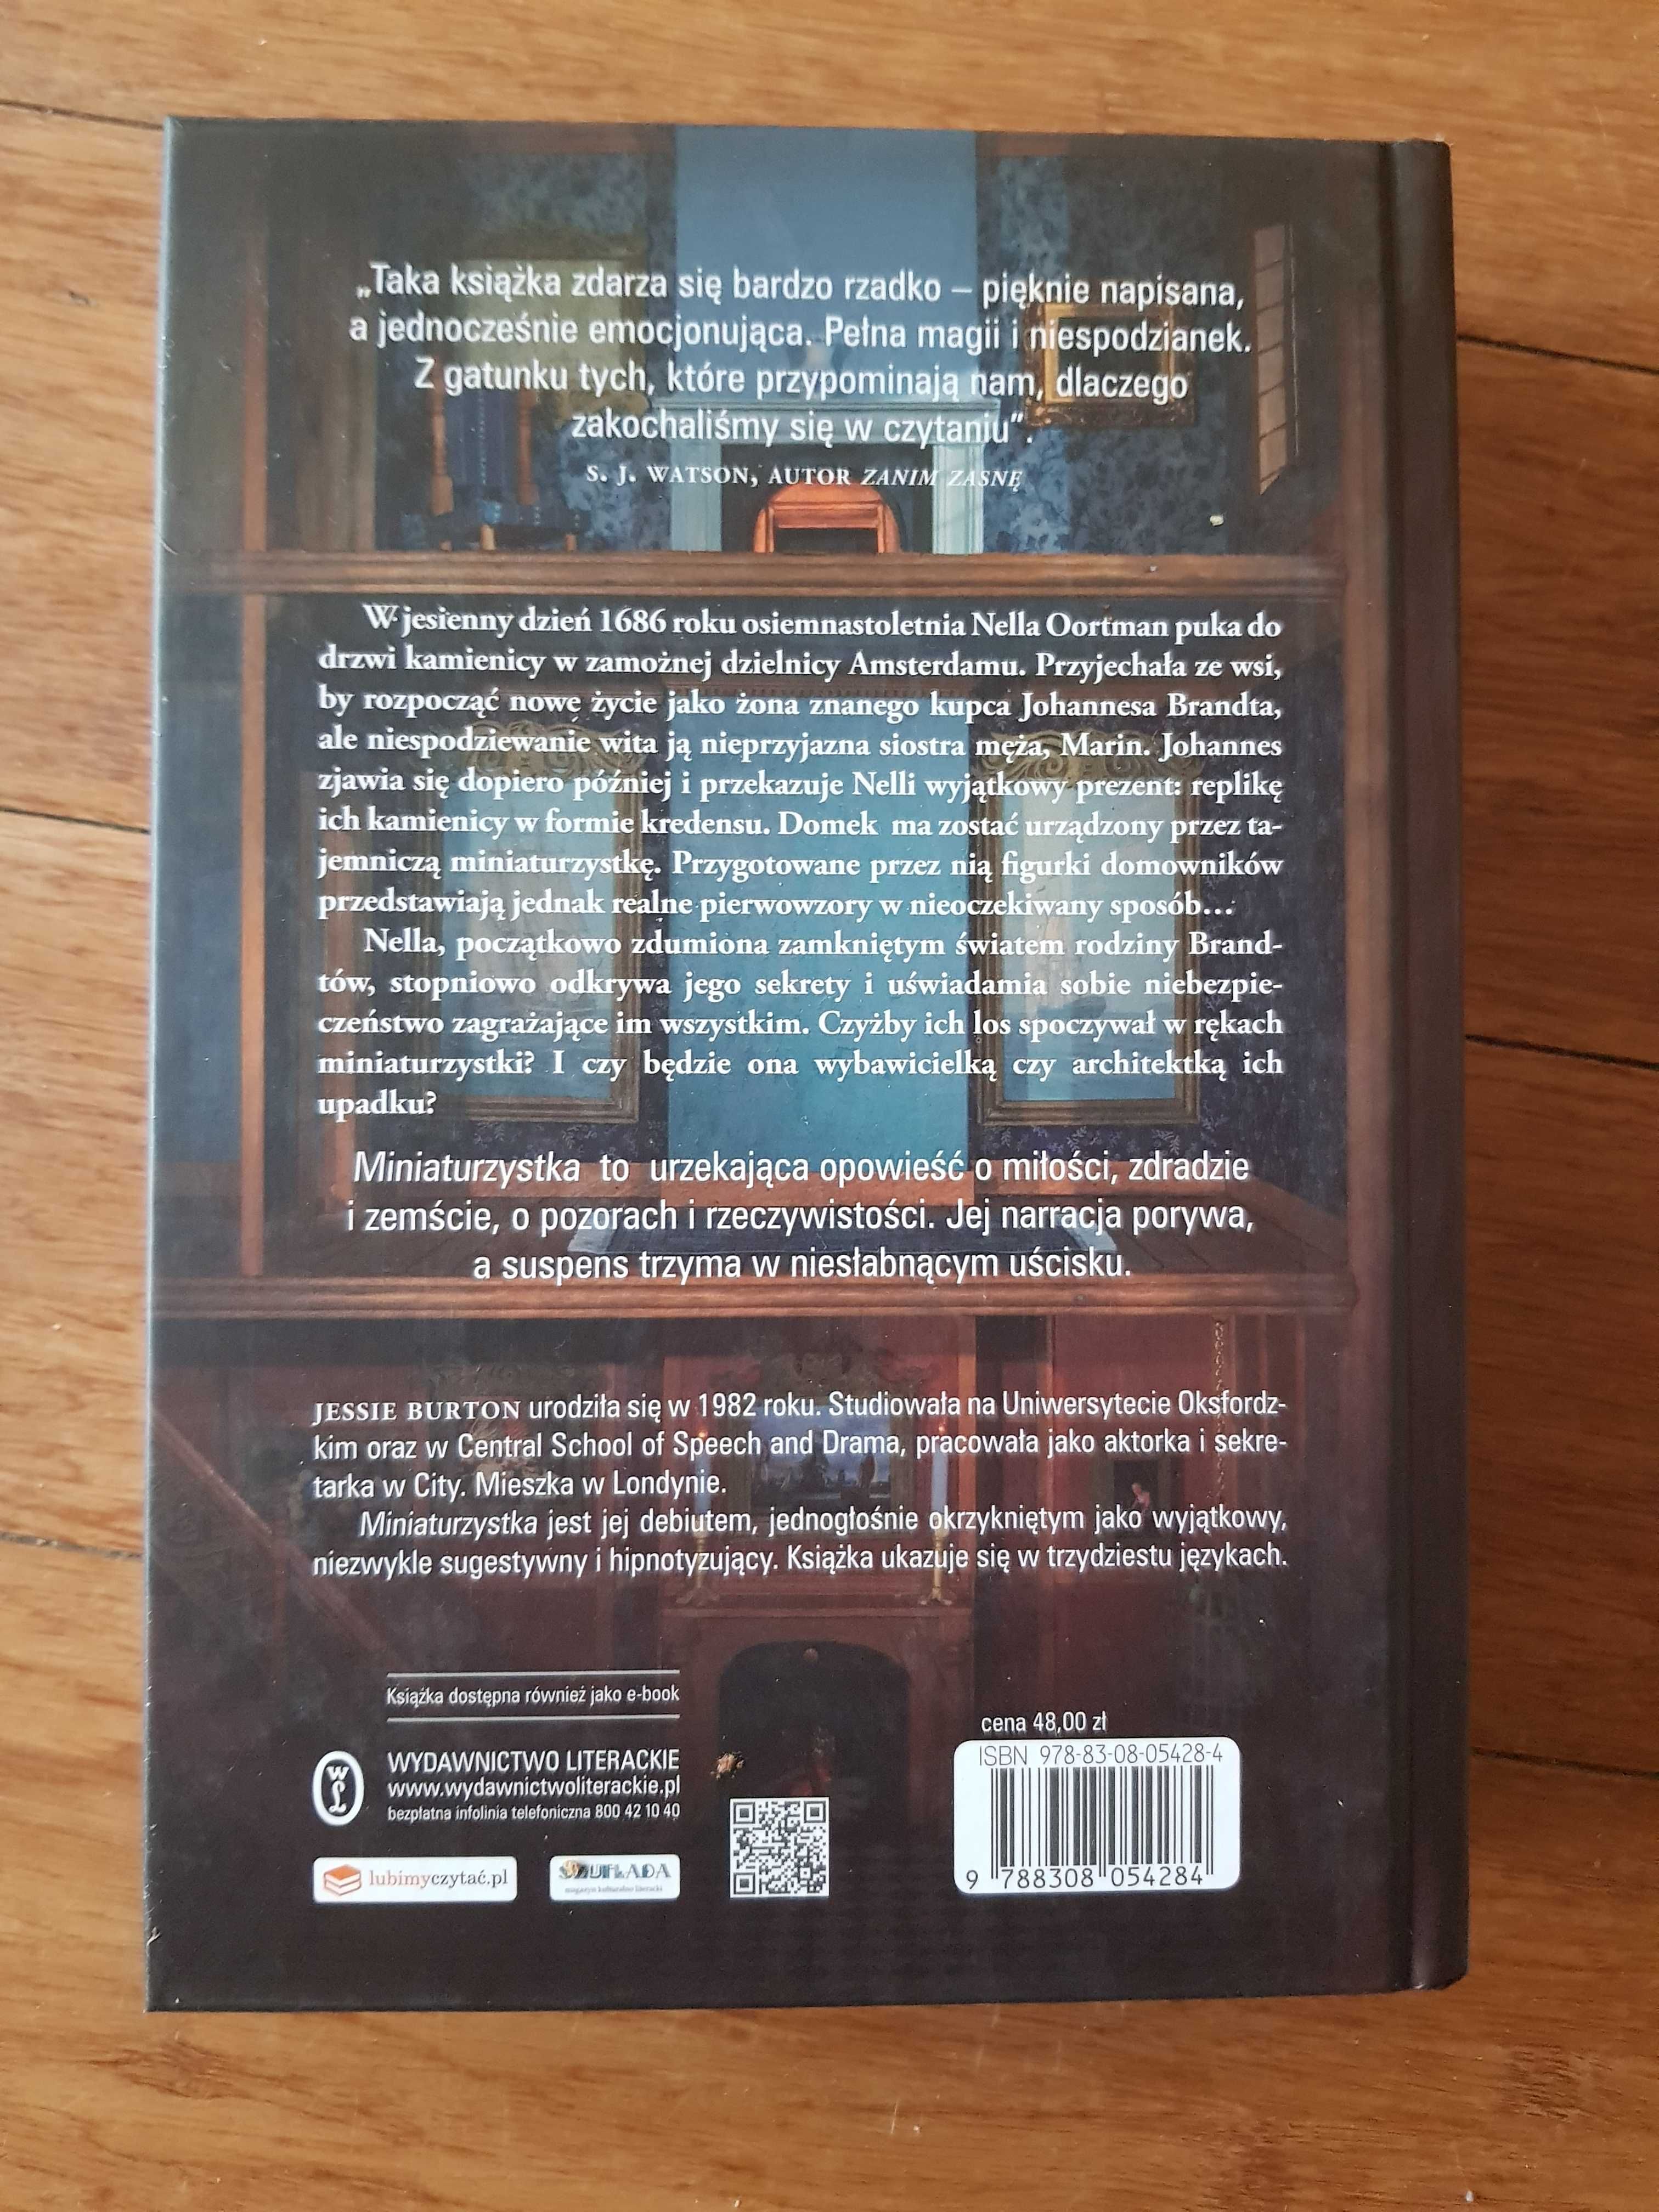 „Taka książka zdarza się bardzo rzadko – pięknie napisana,
a jednocześnie emocjonująca. Pełna magii i niespodzianek.
Z gatunku tych, które przypominają nam, dlaczego
zakochaliśmy się w czytaniu”.
S. J. WATSON, AUTOR ZANIM ZASNĘ
W jesienny dzień 1686 roku osiemnastoletnia Nella Oortman puka do
drzwi kamienicy w zamożnej dzielnicy Amsterdamu. Przyjechała ze wsi,
by rozpocząć nowe życie jako żona znanego kupca Johannesa Brandta,
ale niespodziewanie wita ją nieprzyjazna siostra męża, Marin. Johannes
zjawia się dopiero później i przekazuje Nelli wyjątkowy prezent: replikę
ich kamienicy w formie kredensu. Domek ma zostać urządzony przez ta-
jemniczą miniaturzystkę. Przygotowane przez nią figurki domowników
przedstawiają jednak realne pierwowzory w nieoczekiwany sposób…
Nella, początkowo zdumiona zamkniętym światem rodziny Brand-
tów, stopniowo odkrywa jego sekrety i uświadamia sobie niebezpie-
czeństwo zagrażające im wszystkim. Czyżby ich los spoczywał w rękach
miniaturzystki? I czy będzie ona wybawicielką czy architektką ich
upadku?
Miniaturzystka to urzekająca opowieść o miłości, zdradzie
i zemście, o pozorach i rzeczywistości. Jej narracja porywa,
a suspens trzyma w niesłabnącym uścisku.
JESSIE BURTON urodziła się w 1982 roku. Studiowała na Uniwersytecie Oksfordz-
kim oraz w Central School of Speech and Drama, pracowała jako aktorka i sekre-
tarka w City. Mieszka w Londynie.
Miniaturzystka jest jej debiutem, jednogłośnie okrzykniętym jako wyjątkowy,
niezwykle sugestywny i hipnotyzujący. Książka ukazuje się w trzydziestu językach.
Książka dostępna również jako e-book
WYDAWNICTWO LITERACKIE
www.wydawnictwoliterackie.pl
bezpłatna infolinia telefoniczna 800 42 10 40
WL
lubimyczytać.pl
SZUFLADA
magazyn kulturalno literacki
cena 48,00 zł
ISBN 978-83-08-05428-4
9 788308 054284